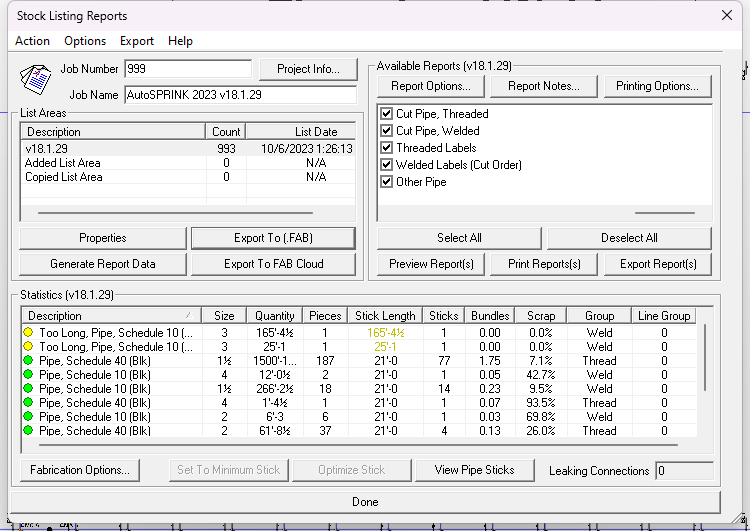 Stock Listing Reports
Action Options Export Help
Job Number 999 Project Info...
Job Name AutoSPRINK 2023 v18.1.29
List Areas
Description Count List Date
v18.1.29 993 10/6/2023 1:26:13
Added List Area 0 N/A
Copied List Area 0 N/A
Properties Export To (.FAB)
Generate Report Data Export To FAB Cloud
Available Reports (v18.1.29)
Report Options... Report Notes... Printing Options...
Cut Pipe, Threaded
Cut Pipe, Welded
Threaded Labels
Welded Labels (Cut Order)
Other Pipe
Select All Deselect All
Preview Report(s) Print Reports(s) Export Report(s)
Statistics (v18.1.29)
Description Size Quantity Pieces Stick Length Sticks Bundles Scrap Group Line Group
Too Long, Pipe, Schedule 10 (... 3 165'-4½ 1 165'-4½ 1 0.00 0.0% Weld 0
Too Long, Pipe, Schedule 10 (... 3 25'-1 1 25'-1 1 0.00 0.0% Weld 0
Pipe, Schedule 40 (Blk) 1½ 1500'-1... 187 21'-0 77 1.75 7.1% Thread 0
Pipe, Schedule 10 (Blk) 4 12'-0½ 2 21'-0 1 0.05 42.7% Weld 0
Pipe, Schedule 10 (Blk) 1½ 266'-2½ 18 21'-0 14 0.23 9.5% Weld 0
Pipe, Schedule 40 (Blk) 4 1'-4½ 1 21'-0 1 0.07 93.5% Thread 0
Pipe, Schedule 10 (Blk) 2 6'-3 6 21'-0 1 0.03 69.8% Weld 0
Pipe, Schedule 40 (Blk) 2 61'-8½ 37 21'-0 4 0.13 26.0% Thread 0
Fabrication Options... Set To Minimum Stick Optimize Stick View Pipe Sticks Leaking Connections 0
Done